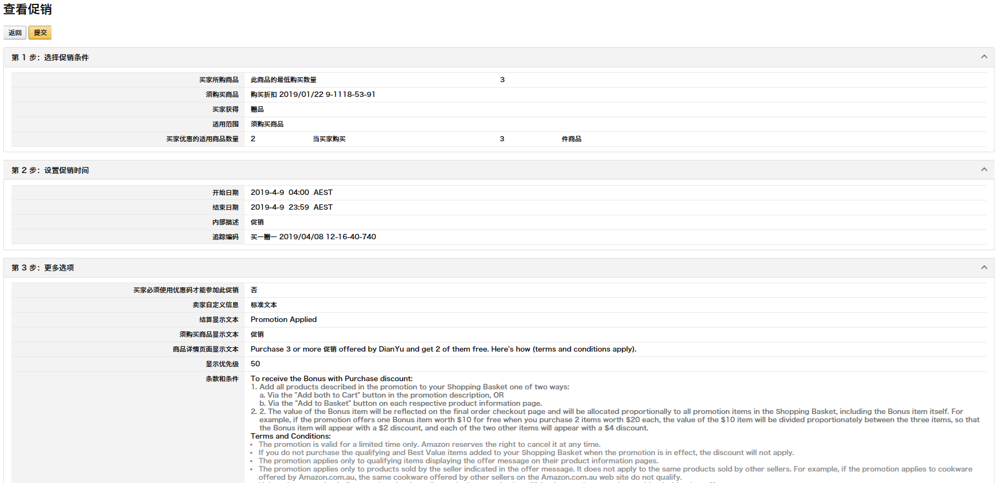 查看促销
返回 提交
第 1 步：选择促销条件
买家所购商品 此商品的最低购买数量 3
须购买商品 购买折扣 2019/01/22 9-1118-53-91
买家获得 赠品
适用范围 须购买商品
买家优惠的适用商品数量 2 当买家购买 3 件商品
第 2 步：设置促销时间
开始日期 2019-4-9 04:00 AEST
结束日期 2019-4-9 23:59 AEST
内部描述 促销
追踪编码 买一赠一 2019/04/08 12-16-40-740
第 3 步：更多选项
买家必须使用优惠码才能参加此促销 否
卖家自定义信息 标准文本
结算显示文本 Promotion Applied
须购买商品显示文本 促销
商品详情页面显示文本 Purchase 3 or more 促销 offered by DianYu and get 2 of them free. Here's how (terms and conditions apply).
显示优先级 50
条款和条件 To receive the Bonus with Purchase discount:
1. Add all products described in the promotion to your Shopping Basket one of two ways:
a. Via the "Add both to Cart" button in the promotion description, OR
b. Via the "Add to Basket" button on each respective product information page.
2. 2. The value of the Bonus item will be reflected on the final order checkout page and will be allocated proportionally to all promotion items in the Shopping Basket, including the Bonus item itself. For
example, if the promotion offers one Bonus item worth $10 for free when you purchase 2 items worth $20 each, the value of the $10 item will be divided proportionately between the three items, so that
the Bonus item will appear with a $2 discount, and each of the two other items will appear with a $4 discount.
Terms and Conditions:
• The promotion is valid for a limited time only. Amazon reserves the right to cancel it at any time.
• If you do not purchase the qualifying and Best Value items added to your Shopping Basket when the promotion is in effect, the discount will not apply.
• The promotion applies only to qualifying items displaying the offer message on their product information pages.
• The promotion applies only to products sold by the seller indicated in the offer message. It does not apply to the same products sold by other sellers. For example, if the promotion applies to cookware
offered by Amazon.com.au, the same cookware offered by other sellers on the Amazon.com.au web site do not qualify.